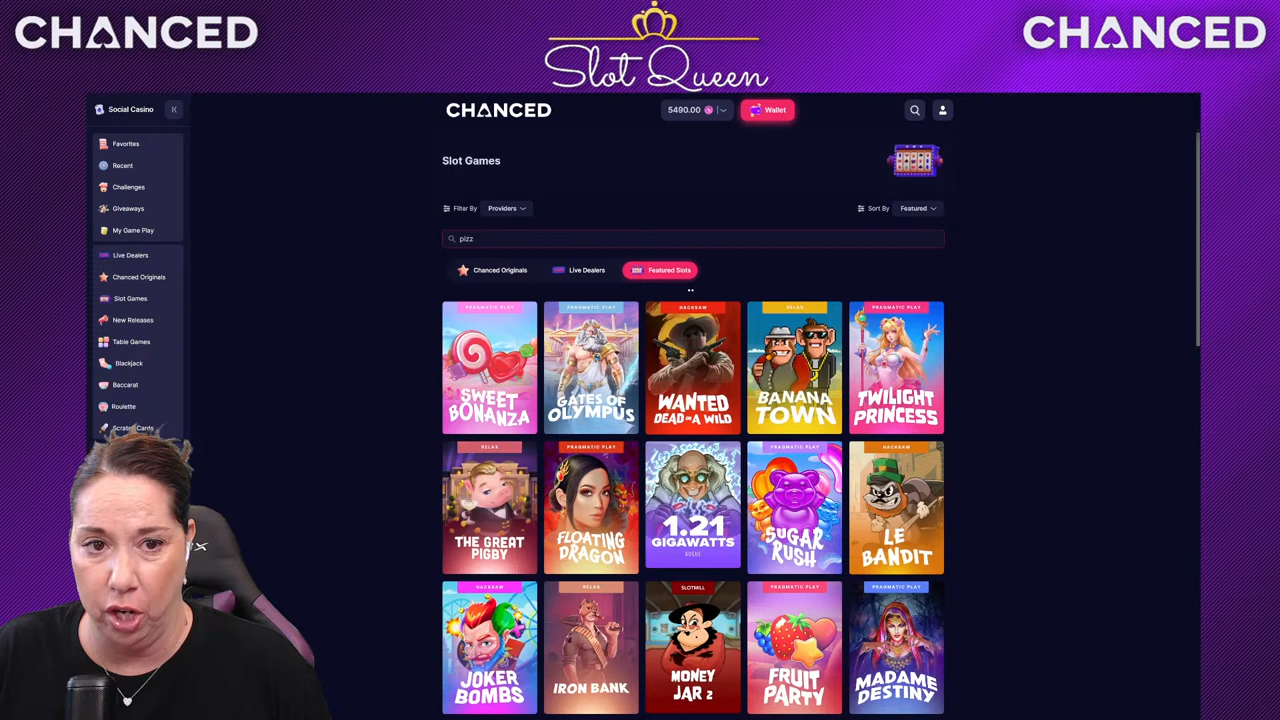 CHANCED
Slot Queen
CHANCED
Social Casino
CHANCED
5490.00
Wallet
Favorites
Recent
Challenges
Giveaways
My Game Play
Live Dealers
Chanced Originals
Slot Games
New Releases
Table Games
Blackjack
Baccarat
Roulette
Scratch Cards
Slot Games
Filter By
Providers
Sort By
Featured
pizz
Chanced Originals
Live Dealers
Featured Slots
PRAGMATIC PLAY
SWEET
BONANZA
PRAGMATIC PLAY
GATES OF
OLYMPUS
HACKSAW
WANTED
DEAD OR A WILD
RELAX
BANANA
TOWN
PRAGMATIC PLAY
TWILIGHT
PRINCESS
RELAX
THE GREAT
PIGBY
PRAGMATIC PLAY
FLOATING
DRAGON
1.21
GIGAWATTS
ROGUE
PRAGMATIC PLAY
SUGAR
RUSH
HACKSAW
LE
BANDIT
HACKSAW
JOKER
BOMBS
RELAX
IRON BANK
SLOTMILL
MONEY
JAR 2
PRAGMATIC PLAY
FRUIT
PARTY
PRAGMATIC PLAY
MADAME
DESTINY